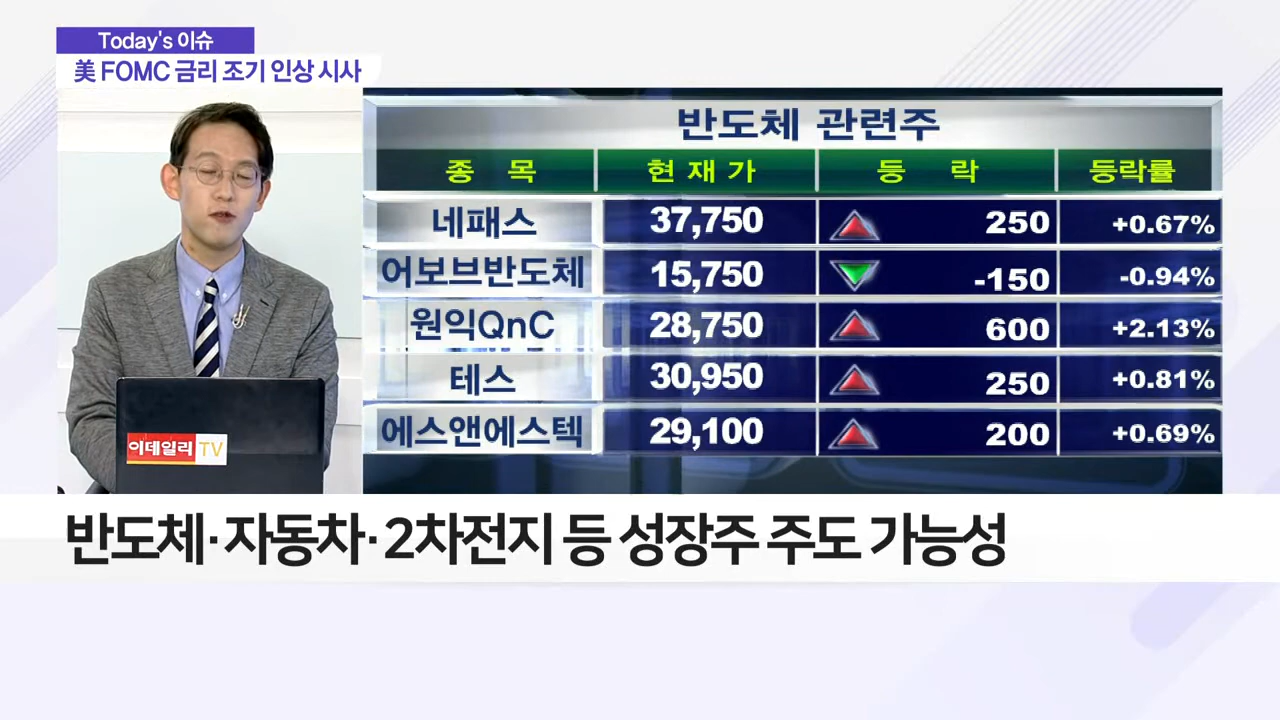 Today's 이슈
美 FOMC 금리 조기 인상 시사
반도체 관련주
종 목 현 재 가 등 락 등락률
네패스 37,750 250 +0.67%
어보브반도체 15,750 -150 -0.94%
원익QnC 28,750 600 +2.13%
테스 30,950 250 +0.81%
에스앤에스텍 29,100 200 +0.69%
이데일리 TV
반도체·자동차·2차전지 등 성장주 주도 가능성